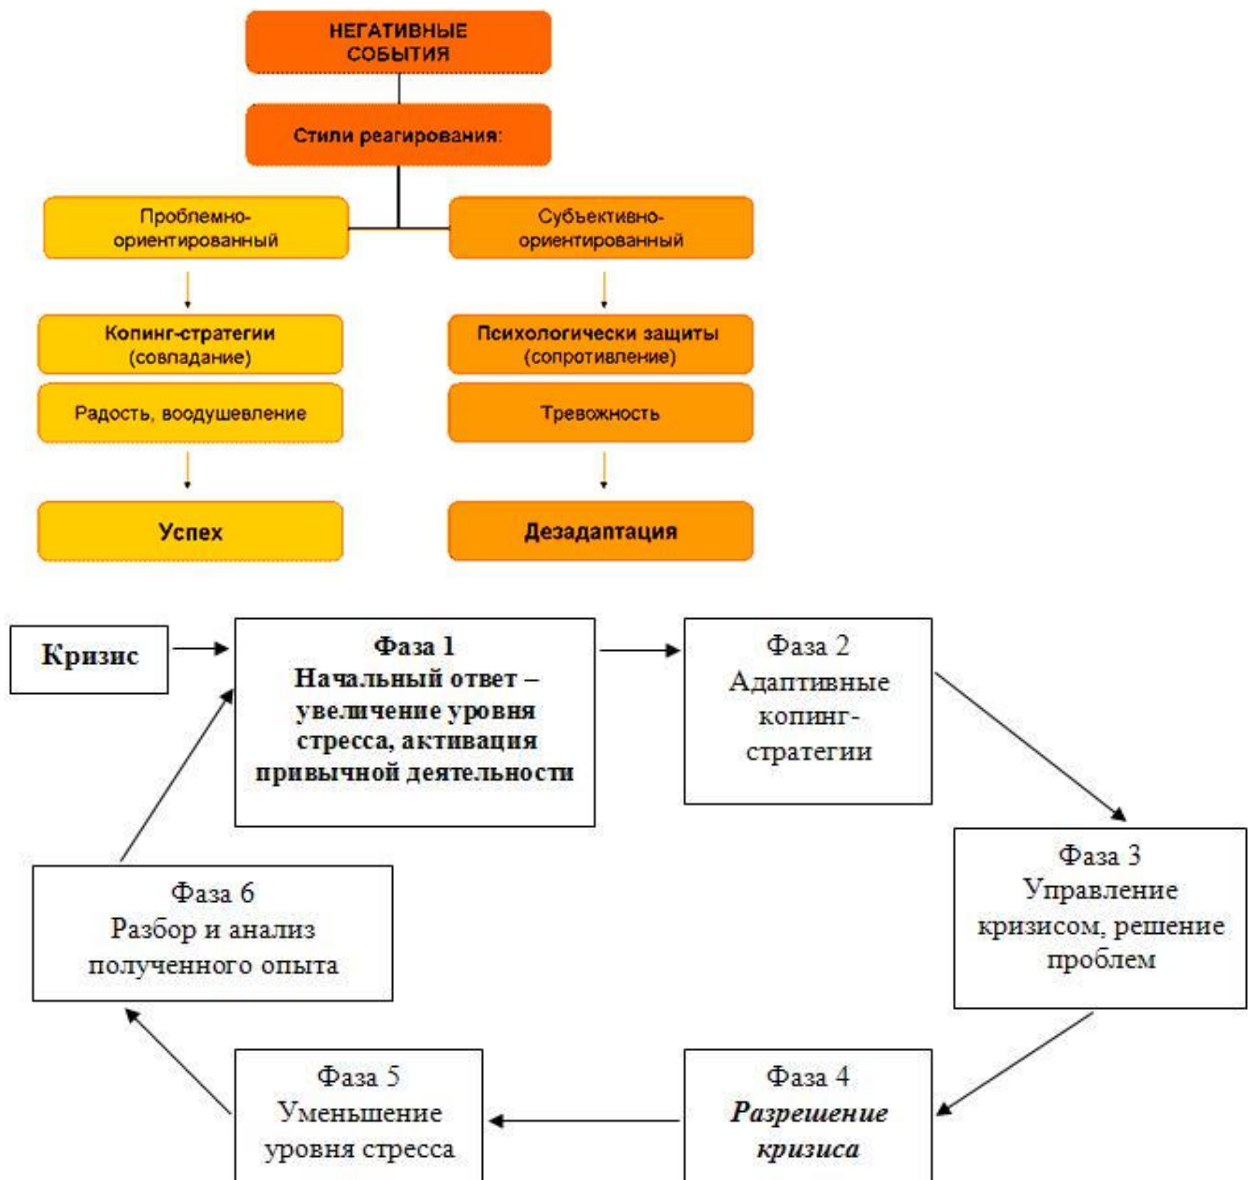 НЕГАТИВНЫЕ
СОБЫТИЯ
Стили реагирования:
Проблемно-
ориентированный
Субъективно-
ориентированный
Копинг-стратегии
(совпадание)
Психологически защиты
(сопротивление)
Радость, воодушевление
Тревожность
Успех
Дезадаптация
Кризис
Фаза 1
Начальный ответ –
увеличение уровня
стресса, активация
привычной деятельности
Фаза 2
Адаптивные
копинг-
стратегии
Фаза 3
Управление
кризисом, решение
проблем
Фаза 4
Разрешение
кризиса
Фаза 5
Уменьшение
уровня стресса
Фаза 6
Разбор и анализ
полученного опыта